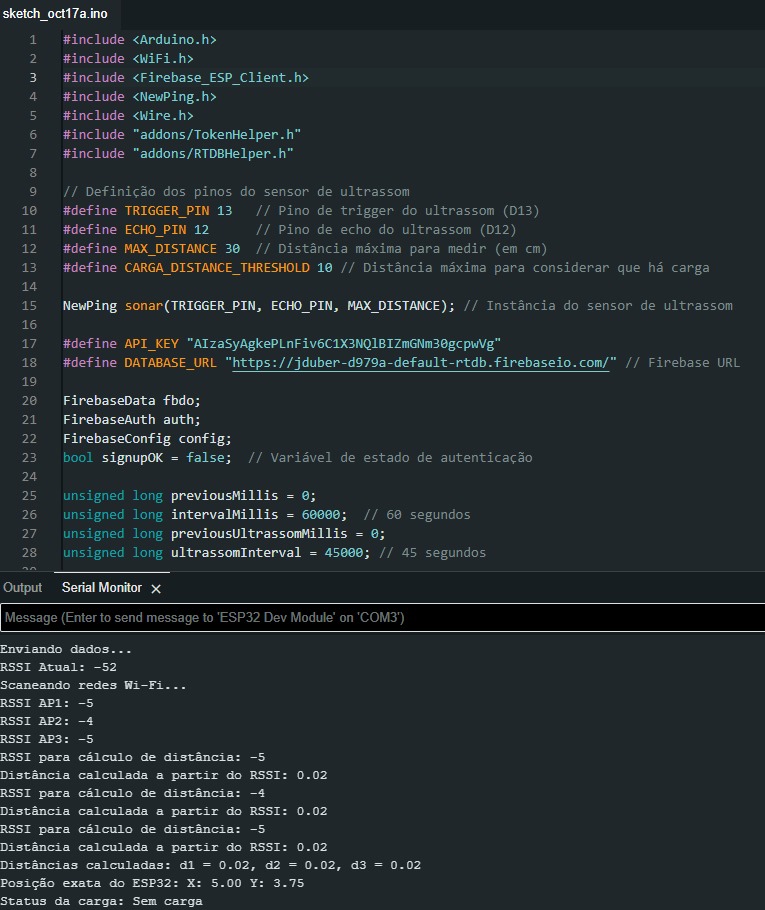 sketch_oct17a.ino
1 #include <Arduino.h>
2 #include <WiFi.h>
3 #include <Firebase_ESP_Client.h>
4 #include <NewPing.h>
5 #include <Wire.h>
6 #include "addons/TokenHelper.h"
7 #include "addons/RTDBHelper.h"
8
9 // Definição dos pinos do sensor de ultrassom
10 #define TRIGGER_PIN 13 // Pino de trigger do ultrassom (D13)
11 #define ECHO_PIN 12 // Pino de echo do ultrassom (D12)
12 #define MAX_DISTANCE 30 // Distância máxima para medir (em cm)
13 #define CARGA_DISTANCE_THRESHOLD 10 // Distância máxima para considerar que há carga
14
15 NewPing sonar(TRIGGER_PIN, ECHO_PIN, MAX_DISTANCE); // Instância do sensor de ultrassom
16
17 #define API_KEY "AIzaSyAgkePLnFiv6C1X3NQlBIZmGNm30gcpwVg"
18 #define DATABASE_URL "https://jduber-d979a-default-rtdb.firebaseio.com/" // Firebase URL
19
20 FirebaseData fbdo;
21 FirebaseAuth auth;
22 FirebaseConfig config;
23 bool signupOK = false; // Variável de estado de autenticação
24
25 unsigned long previousMillis = 0;
26 unsigned long intervalMillis = 60000; // 60 segundos
27 unsigned long previousUltrassomMillis = 0;
28 unsigned long ultrassomInterval = 45000; // 45 segundos
Output Serial Monitor ×
Message (Enter to send message to 'ESP32 Dev Module' on 'COM3')
Enviando dados...
RSSI Atual: -52
Scaneando redes Wi-Fi...
RSSI AP1: -5
RSSI AP2: -4
RSSI AP3: -5
RSSI para cálculo de distância: -5
Distância calculada a partir do RSSI: 0.02
RSSI para cálculo de distância: -4
Distância calculada a partir do RSSI: 0.02
RSSI para cálculo de distância: -5
Distância calculada a partir do RSSI: 0.02
Distâncias calculadas: d1 = 0.02, d2 = 0.02, d3 = 0.02
Posição exata do ESP32: X: 5.00 Y: 3.75
Status da carga: Sem carga